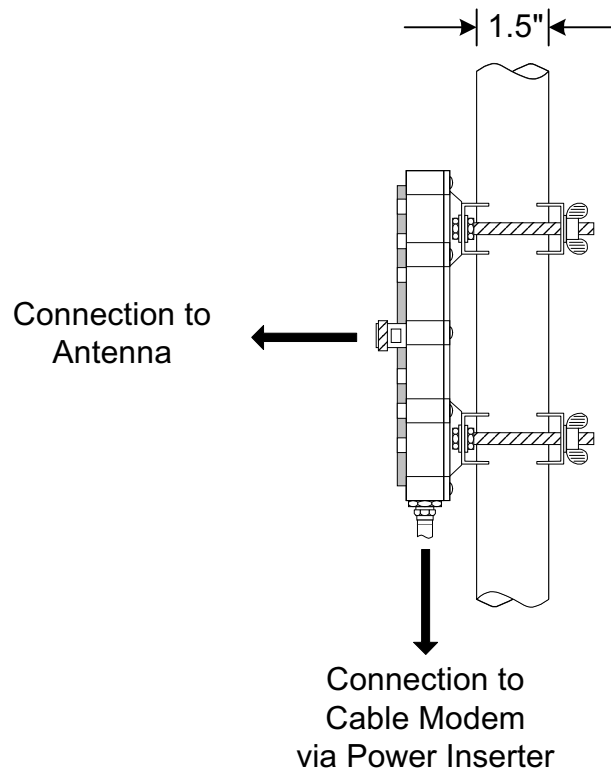 1.5"
Connection to
Antenna
Connection to
Cable Modem
via Power Inserter